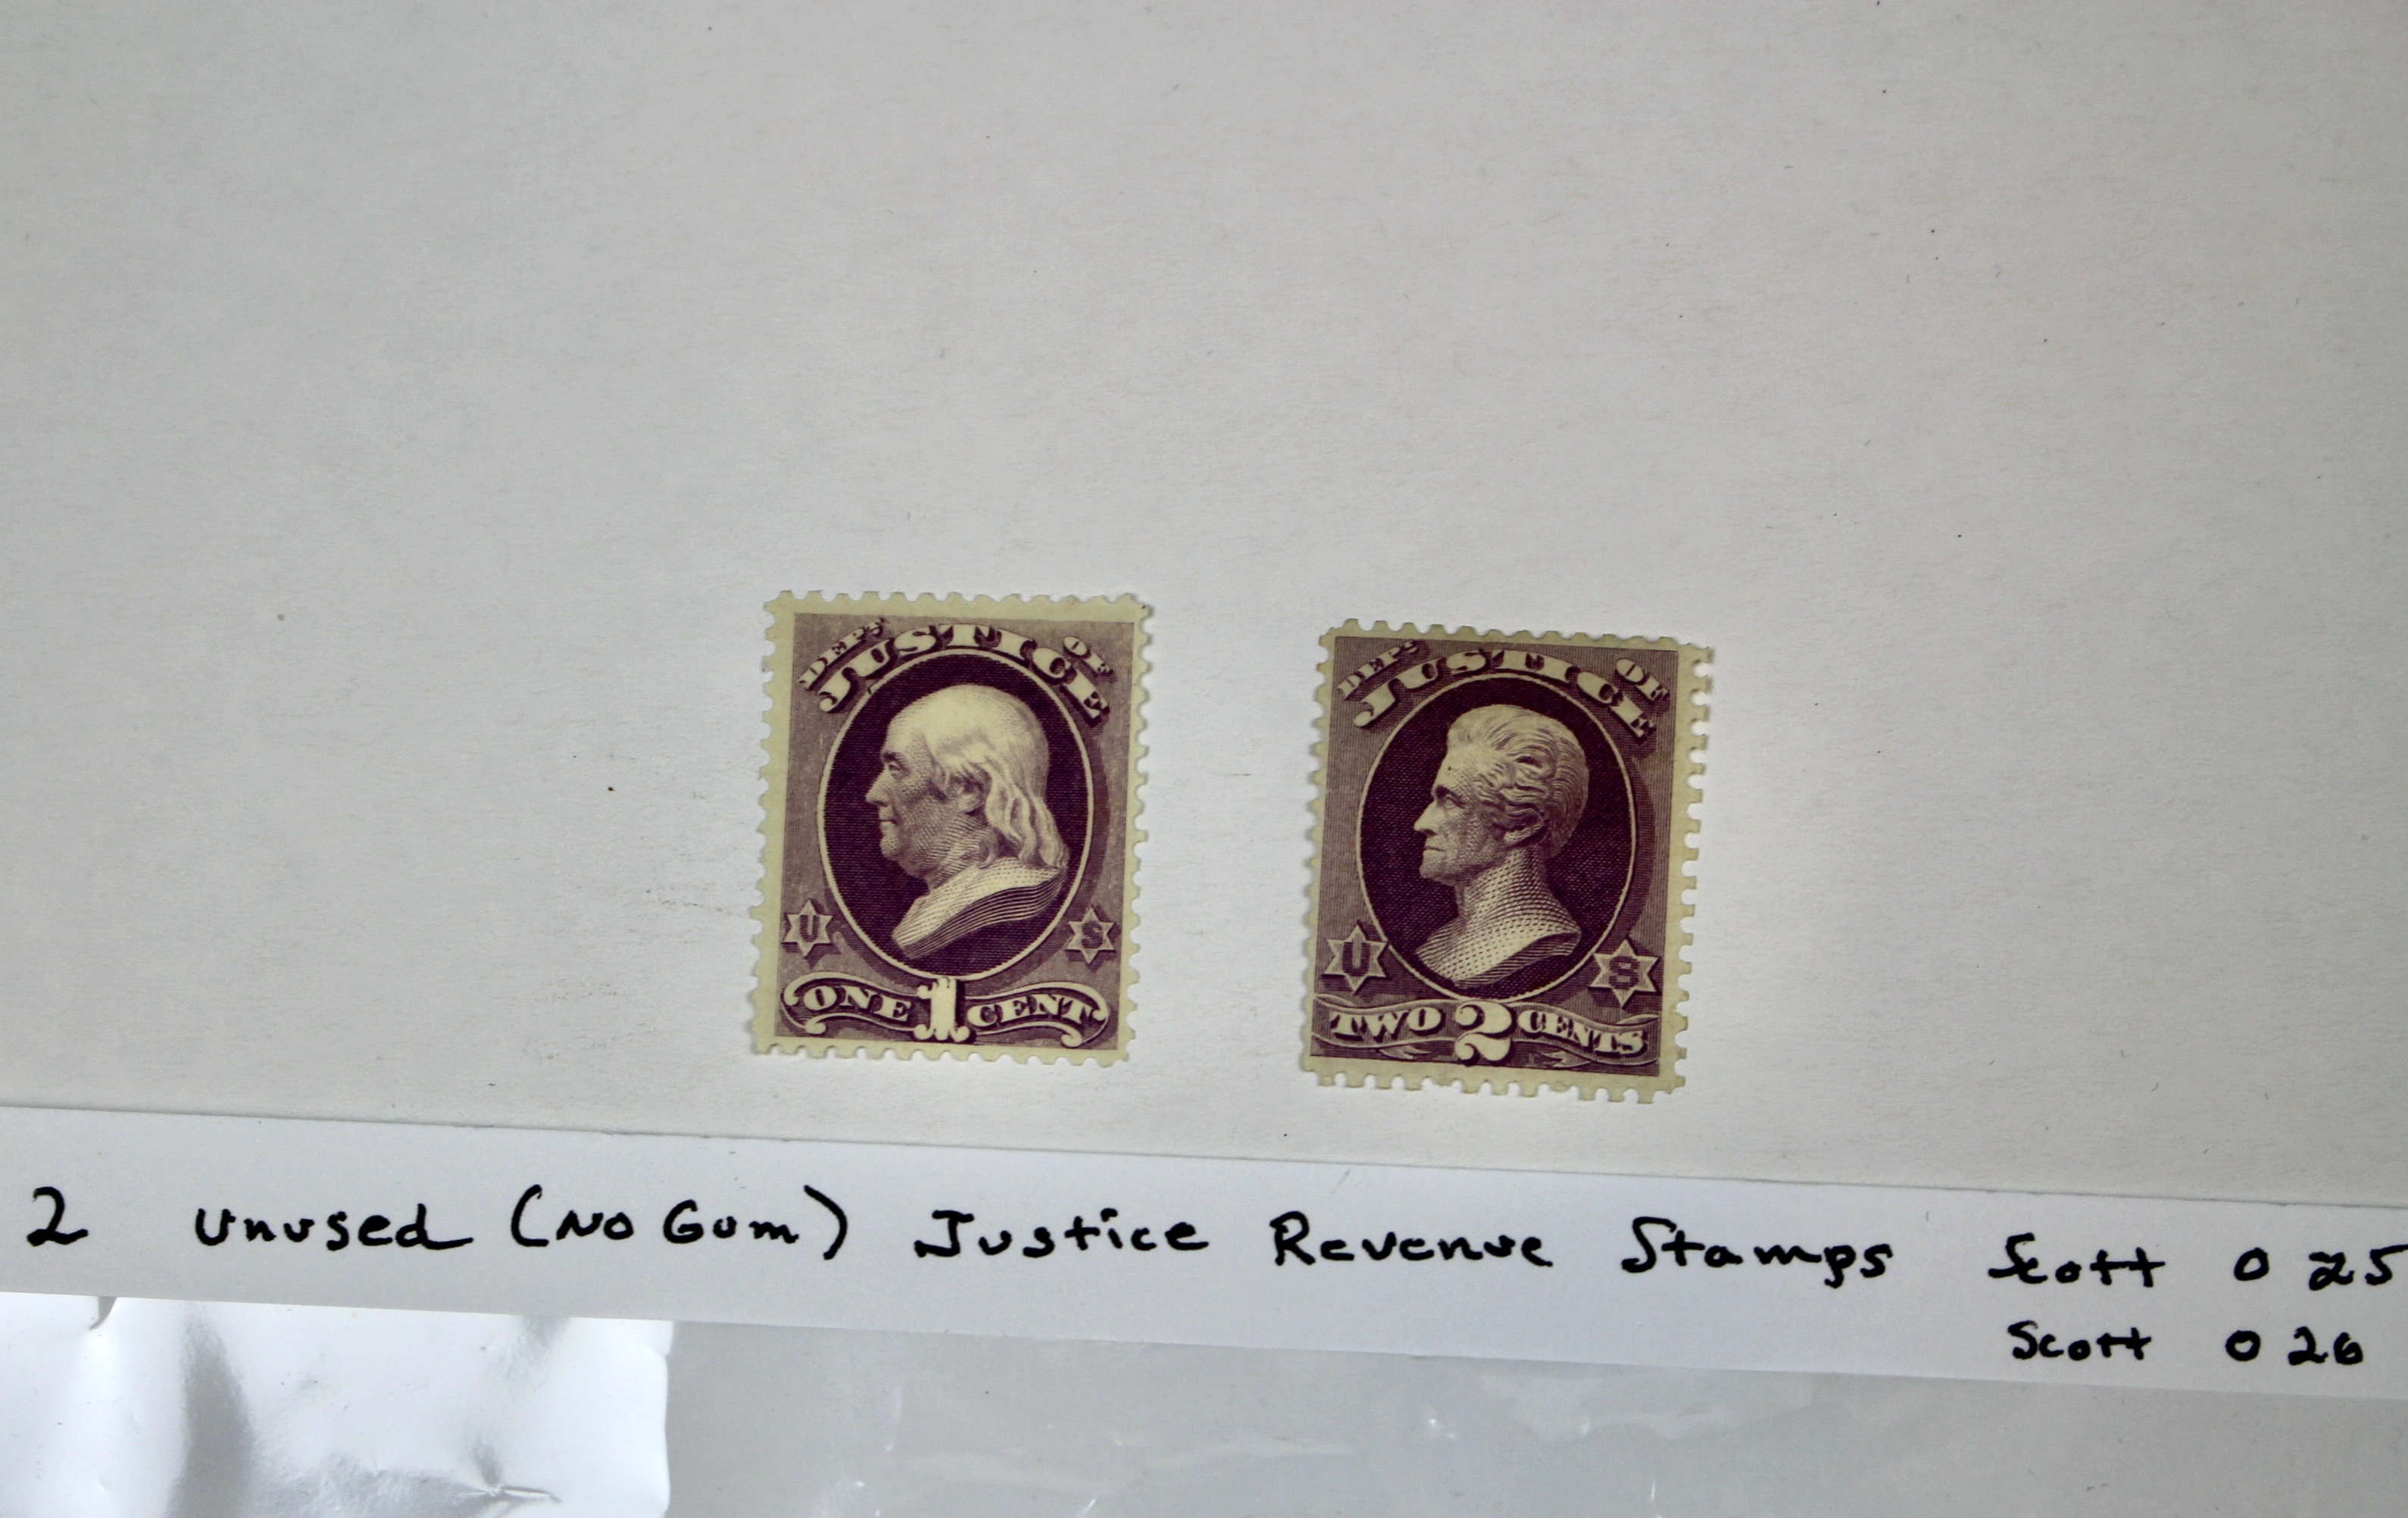 DEPT. OF
JUSTICE
U S
ONE 1 CENT
DEPT. OF
JUSTICE
U S
TWO 2 CENTS
2 Unused (No Gum) Justice Revenue Stamps Scott O 25
Scott O 26